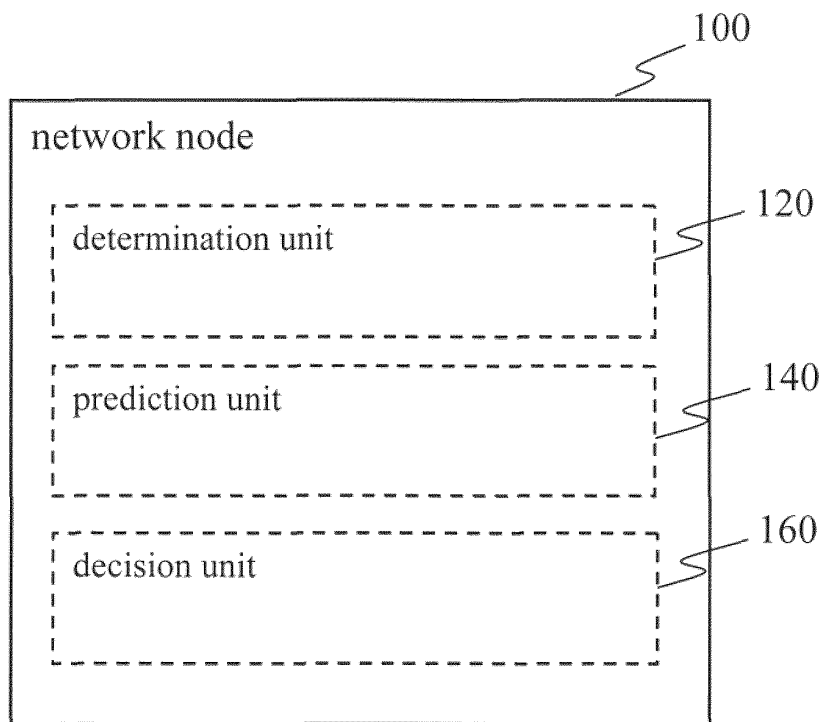 100
network node
determination unit
120
prediction unit
140
decision unit
160